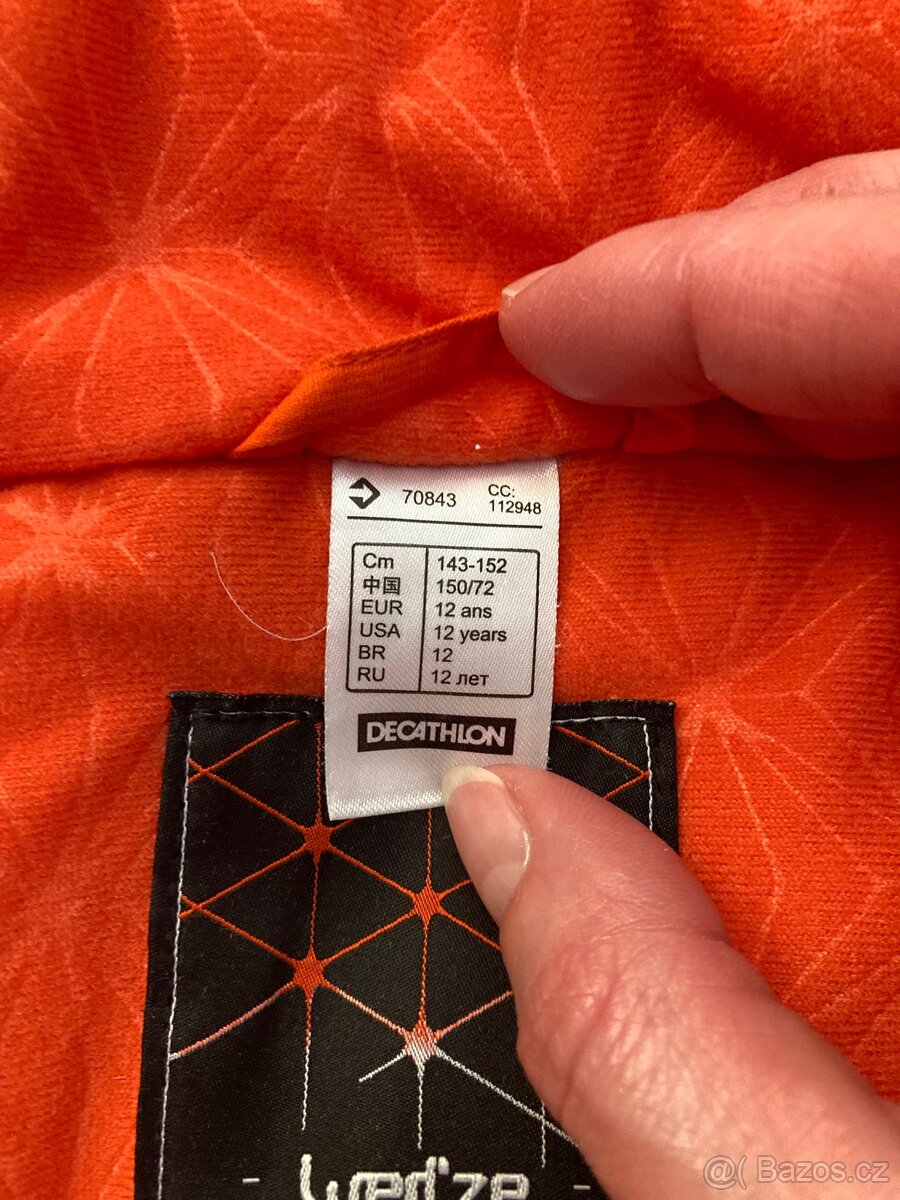 70843 CC: 112948
Cm 143-152
中国 150/72
EUR 12 ans
USA 12 years
BR 12
RU 12 лет
DECATHLON
- wed'ze -
@( Bazos.cz